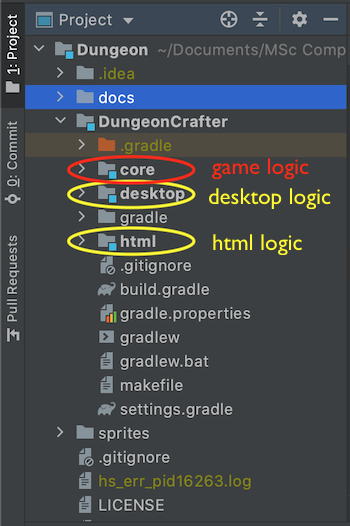 Project
Dungeon ~/Documents/MSc Comp
.idea
docs
DungeonCrafter
.gradle
core game logic
desktop desktop logic
gradle
html html logic
.gitignore
build.gradle
gradle.properties
gradlew
gradlew.bat
makefile
settings.gradle
sprites
.gitignore
hs_err_pid16263.log
LICENSE
1: Project
0: Commit
Pull Requests